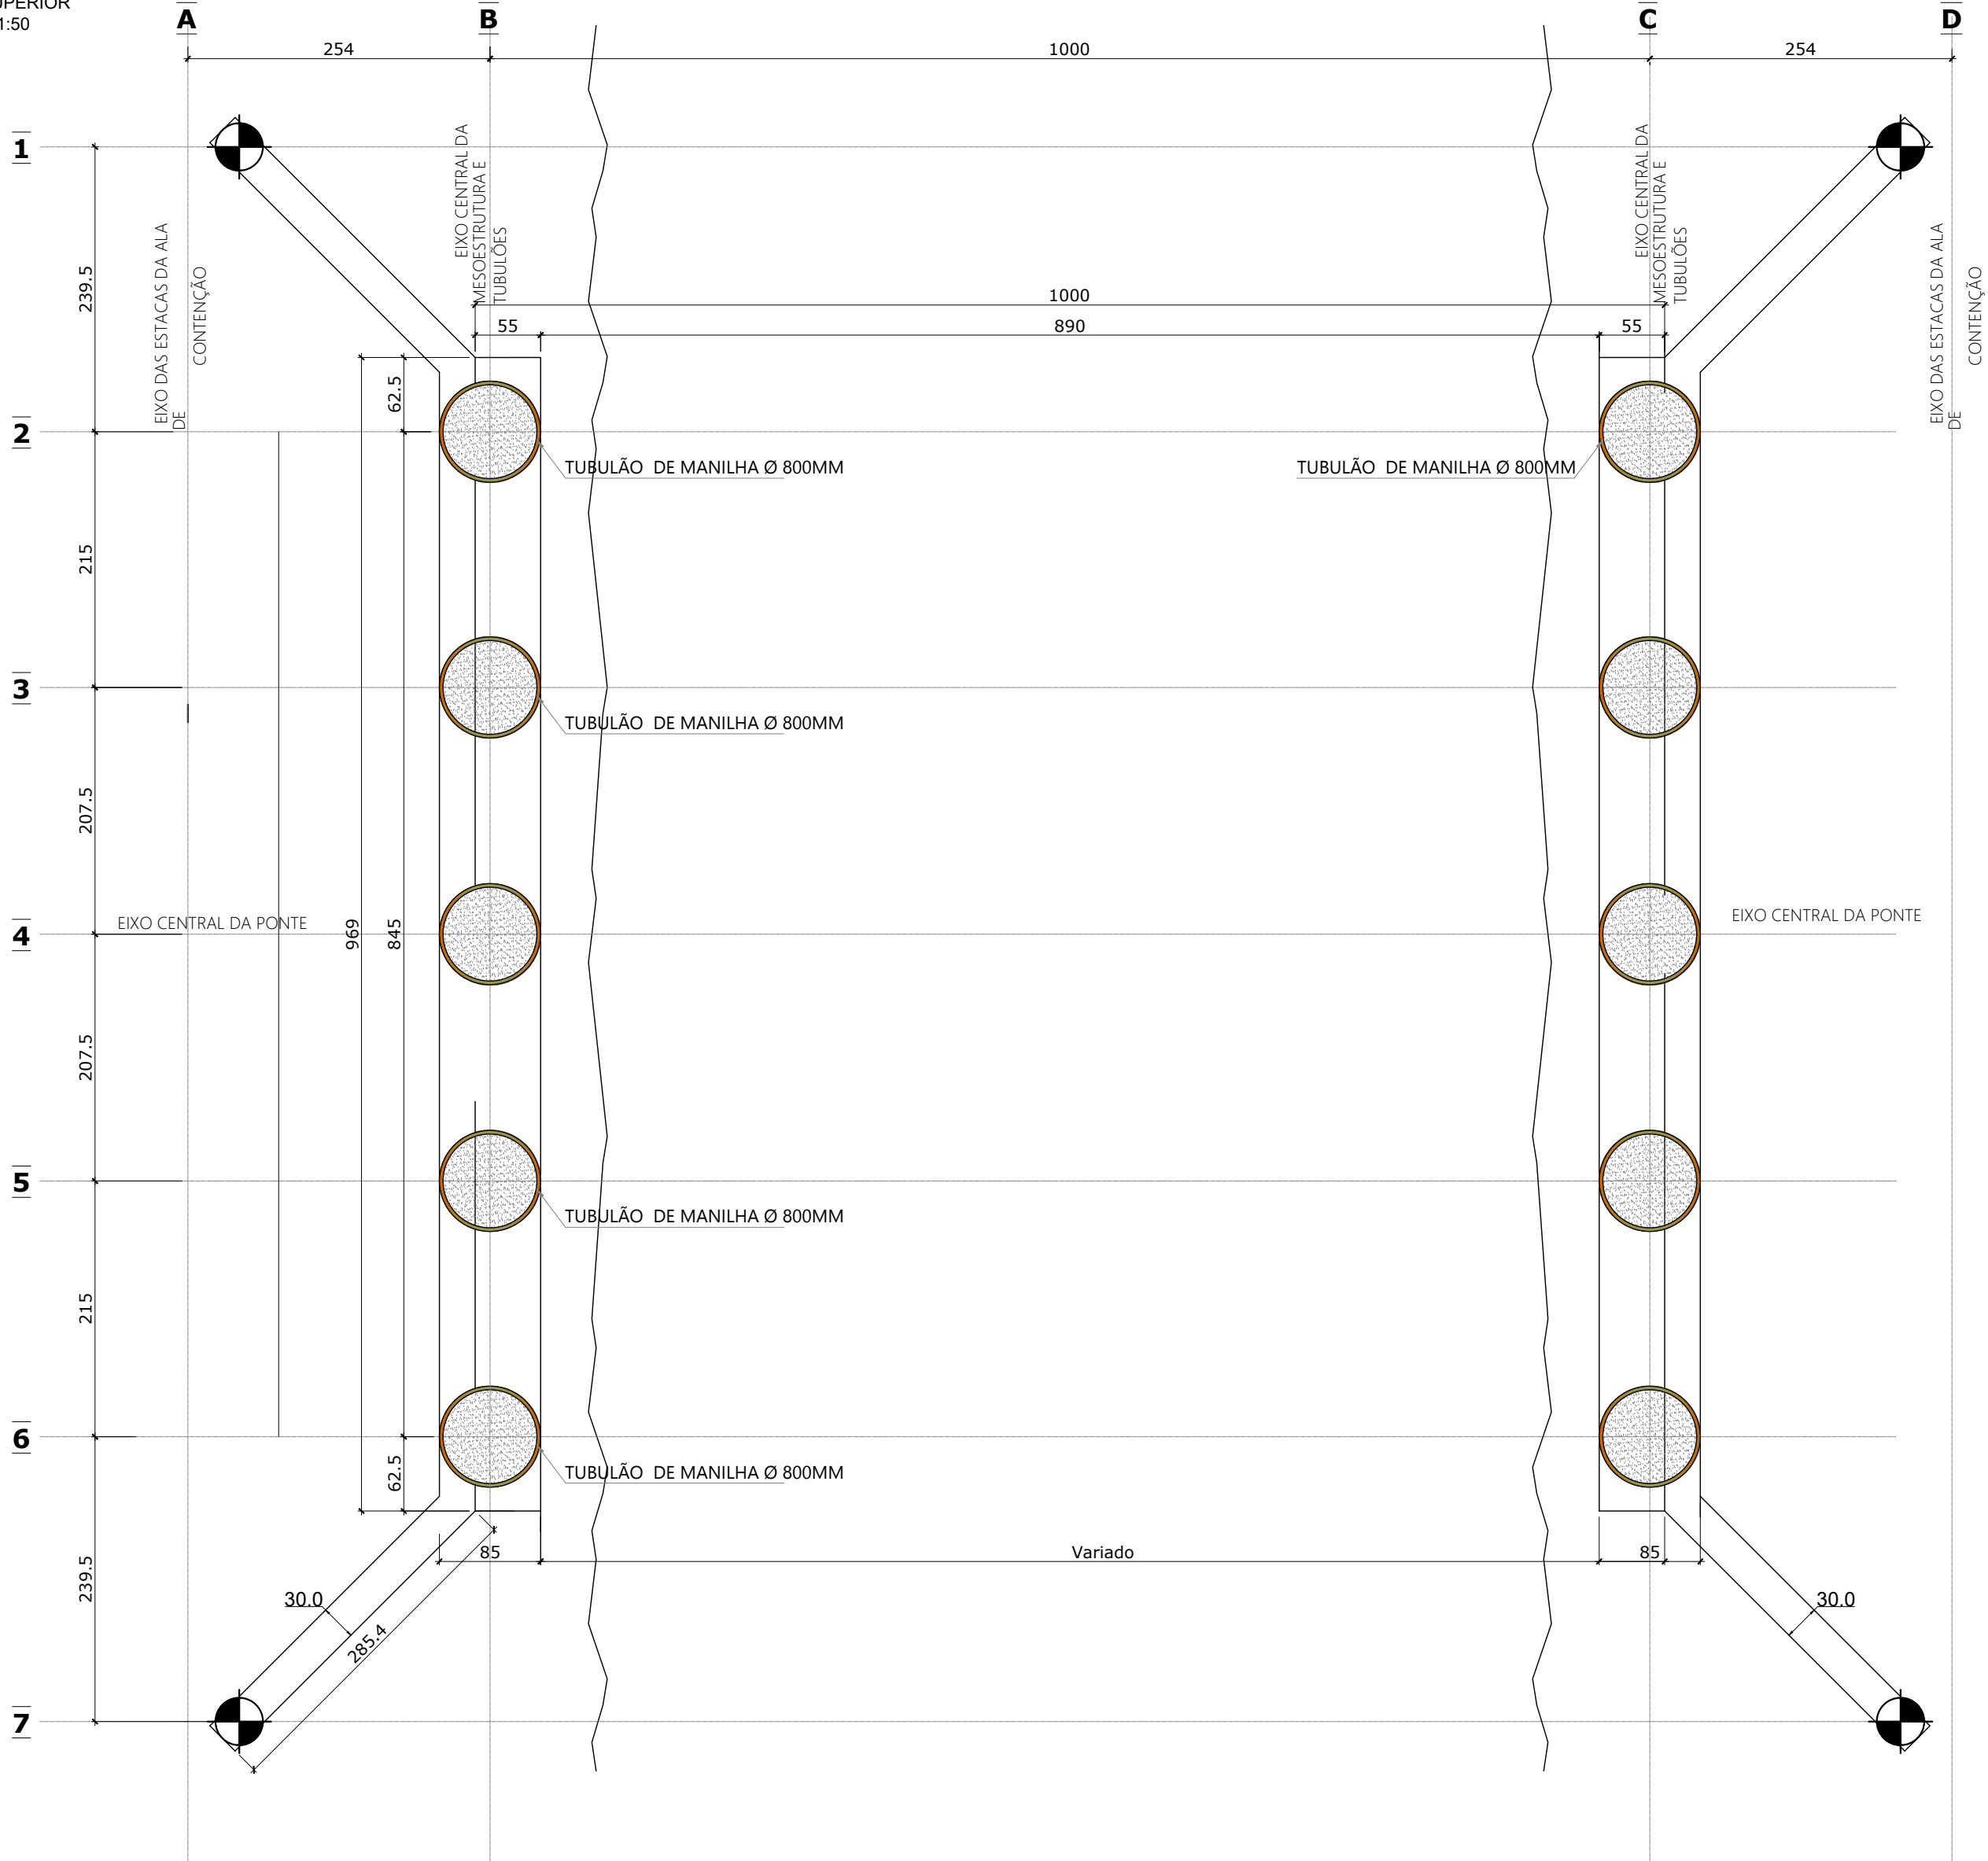 1:50
A
B
C
D
254
1000
254
1
EIXO CENTRAL DA
MESOESTRUTURA E
TUBULÕES
EIXO CENTRAL DA
MESOESTRUTURA E
TUBULÕES
EIXO DAS ESTACAS DA ALA
DE
CONTENÇÃO
EIXO DAS ESTACAS DA ALA
DE
CONTENÇÃO
239.5
1000
55
890
55
62.5
2
TUBULÃO DE MANILHA Ø 800MM
TUBULÃO DE MANILHA Ø 800MM
215
3
TUBULÃO DE MANILHA Ø 800MM
207.5
EIXO CENTRAL DA PONTE
EIXO CENTRAL DA PONTE
4
969
845
207.5
5
TUBULÃO DE MANILHA Ø 800MM
215
6
62.5
TUBULÃO DE MANILHA Ø 800MM
85
Variado
85
239.5
30.0
285.4
30.0
7